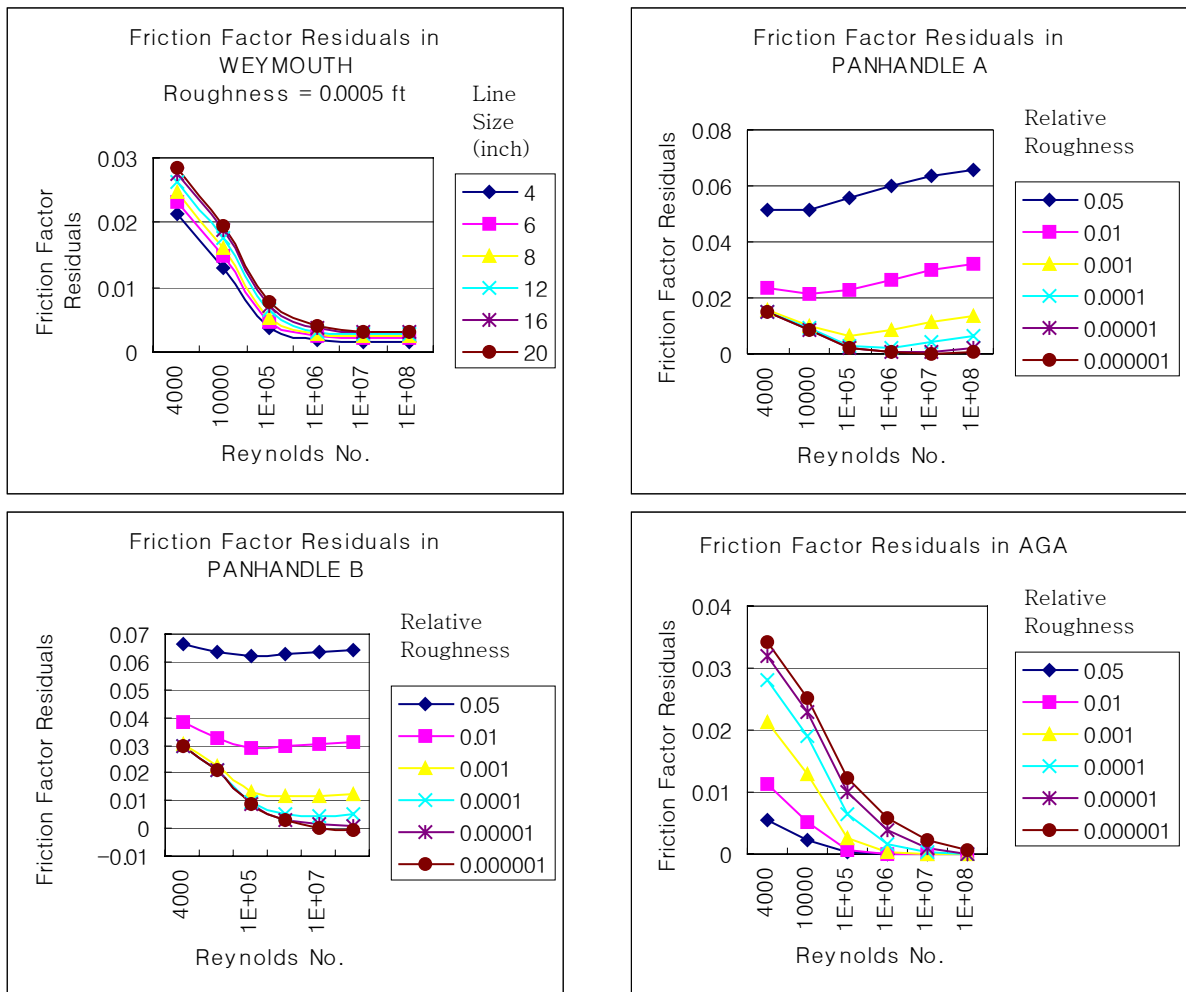 Friction Factor Residuals in
WEYMOUTH
Roughness = 0.0005 ft
Line
Size
(inch)
Friction Factor
Residuals
0.03
0.02
0.01
0
4000
10000
1E+05
1E+06
1E+07
1E+08
Reynolds No.
4
6
8
12
16
20
Friction Factor Residuals in
PANHANDLE A
Relative
Roughness
Friction Factor Residuals
0.08
0.06
0.04
0.02
0
4000
10000
1E+05
1E+06
1E+07
1E+08
Reynolds No.
0.05
0.01
0.001
0.0001
0.00001
0.000001
Friction Factor Residuals in
PANHANDLE B
Relative
Roughness
Friction Factor Residuals
0.07
0.06
0.05
0.04
0.03
0.02
0.01
0
-0.01
4000
1E+05
1E+07
Reynolds No.
0.05
0.01
0.001
0.0001
0.00001
0.000001
Friction Factor Residuals in AGA
Relative
Roughness
Friction Factor Residuals
0.04
0.03
0.02
0.01
0
4000
10000
1E+05
1E+06
1E+07
1E+08
Reynolds No.
0.05
0.01
0.001
0.0001
0.00001
0.000001